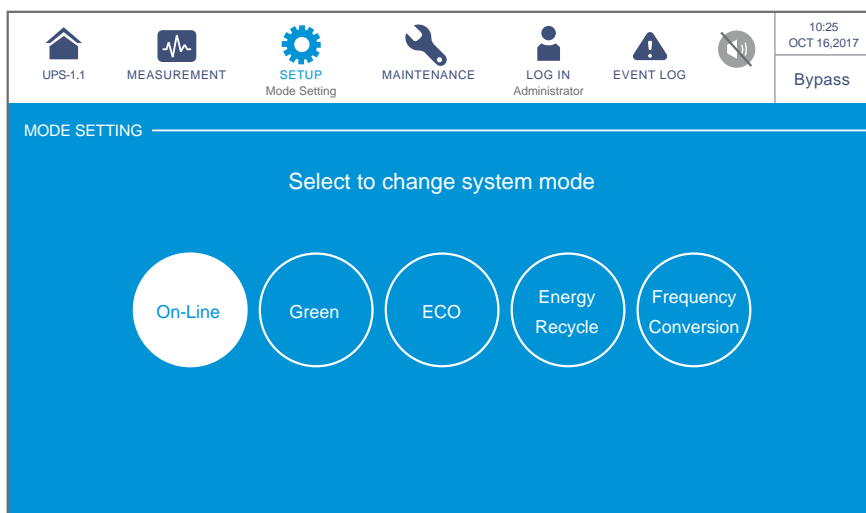 UPS-1.1
MEASUREMENT
SETUP
Mode Setting
MAINTENANCE
LOG IN
Administrator
EVENT LOG
10:25
OCT 16,2017
Bypass
MODE SETTING
Select to change system mode
On-Line
Green
ECO
Energy
Recycle
Frequency
Conversion